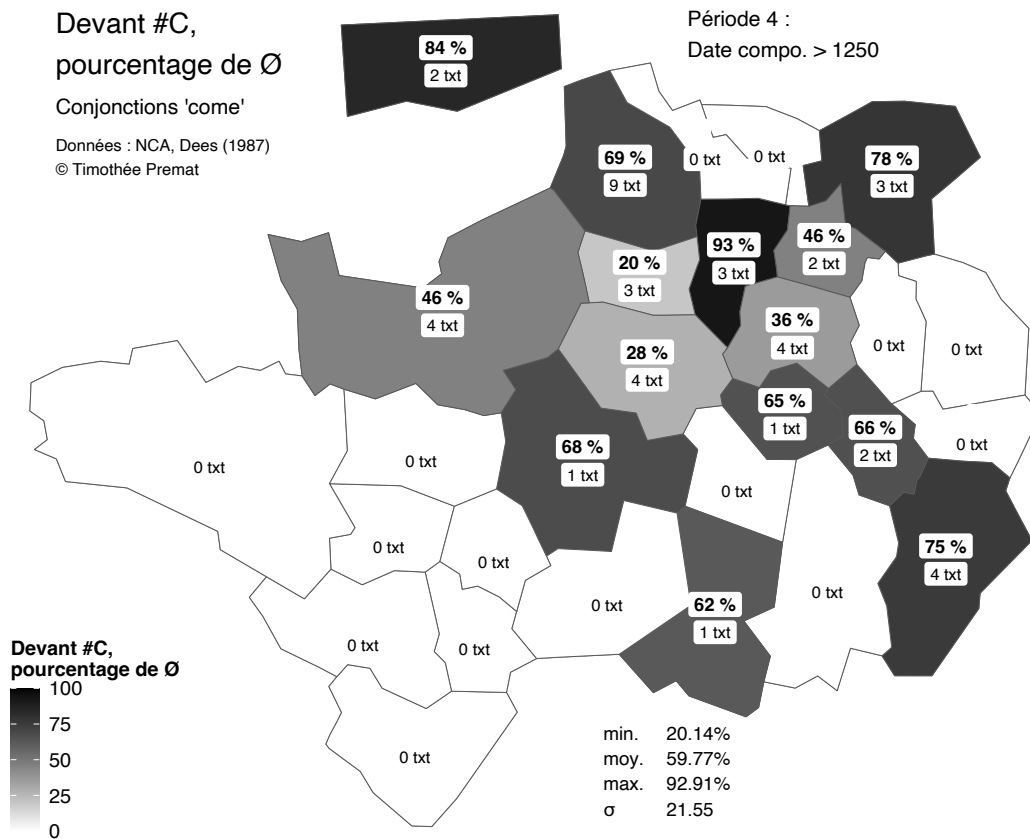 Devant #C,
pourcentage de Ø
Conjonctions 'come'
Données : NCA, Dees (1987)
© Timothée Premat
Période 4 :
Date compo. > 1250
84 %
2 txt
69 %
9 txt
0 txt
0 txt
78 %
3 txt
93 %
3 txt
46 %
2 txt
20 %
3 txt
46 %
4 txt
36 %
4 txt
28 %
4 txt
0 txt
0 txt
65 %
1 txt
66 %
2 txt
0 txt
68 %
1 txt
0 txt
0 txt
0 txt
0 txt
0 txt
75 %
4 txt
0 txt
62 %
1 txt
0 txt
0 txt
0 txt
0 txt
Devant #C,
pourcentage de Ø
100
75
50
25
0
min. 20.14%
moy. 59.77%
max. 92.91%
σ 21.55